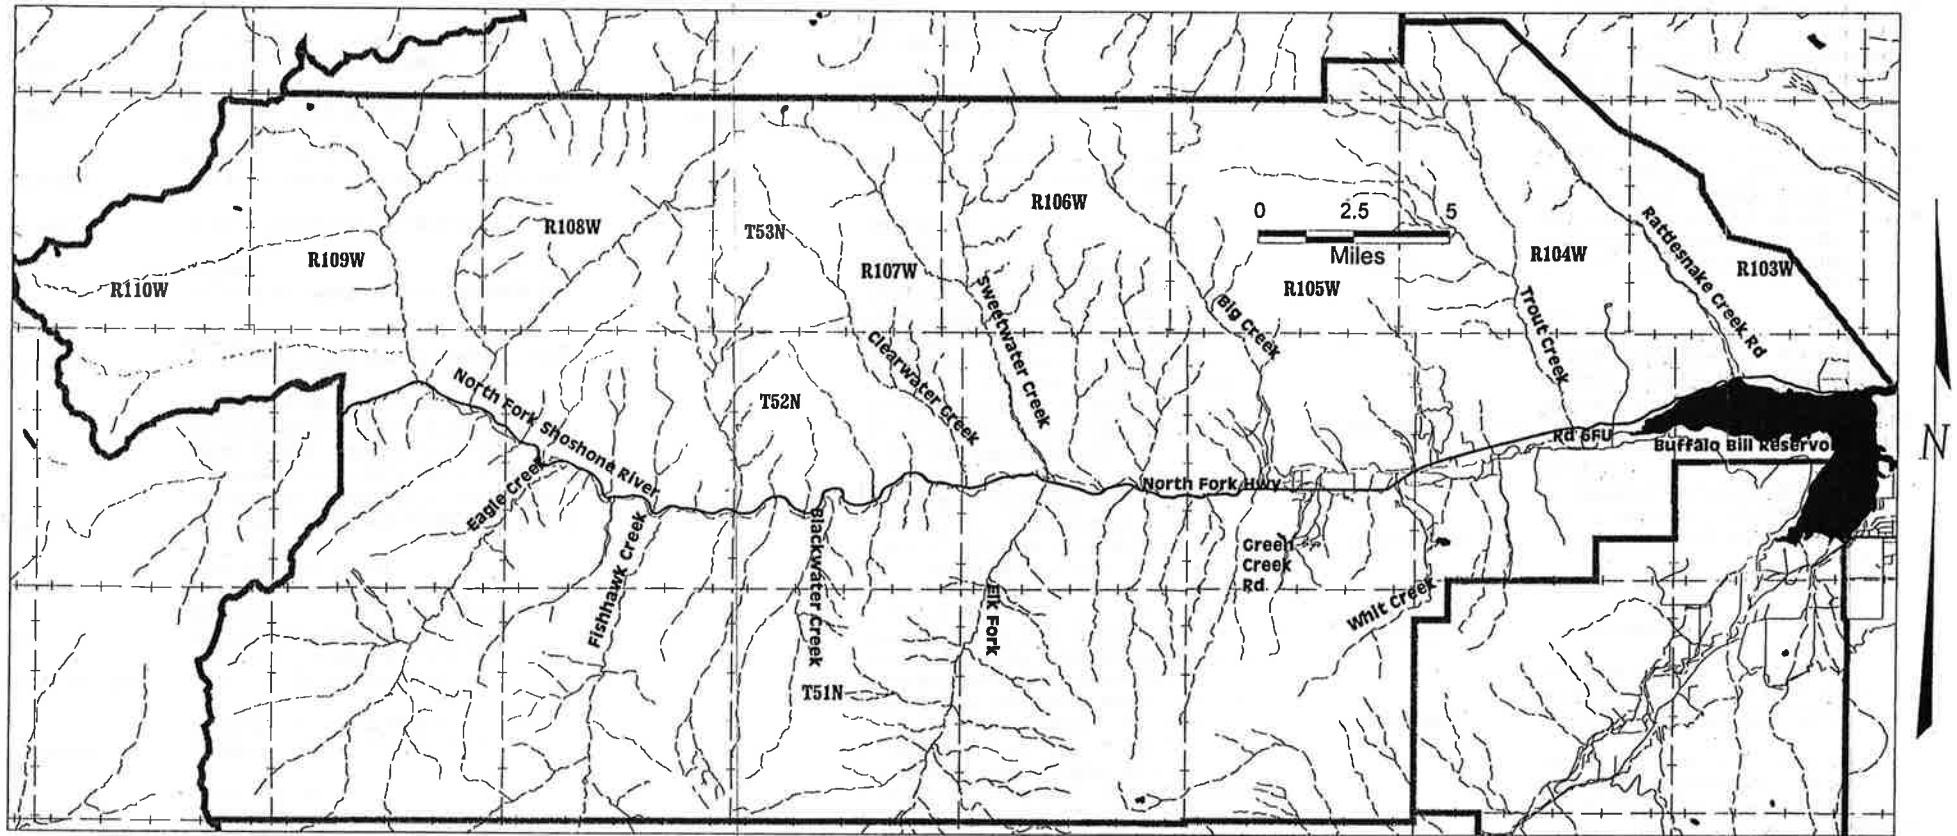 R106W
0 2.5 5
Miles
R108W
T53N
R109W
R107W
R110W
R105W
R104W
R103W
Rattlesnake Creek Rd
Sweetwater Creek
Big Creek
Trout Creek
Clearwater Creek
T52N
North Fork Shoshone River
Eagle Creek
Fishhawk Creek
Blackwater Creek
North Fork Hwy
Rd 6FU
Buffalo Bill Reservo
N
Green
Creek
Rd
Elk Fork
Whit Creek
T51N